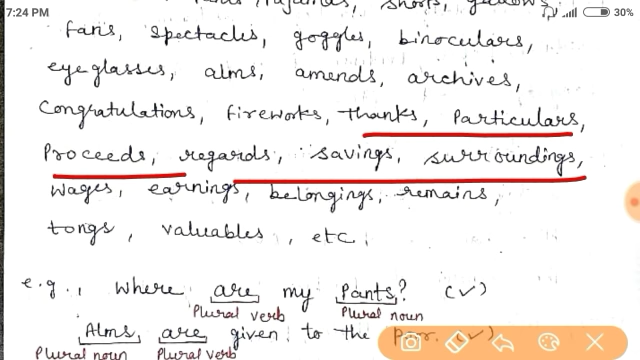 7:24 PM 30%
shorts,
fans, spectacles, goggles, binoculars,
eyeglasses, alms, amends, archives,
Congratulations, fireworks, thanks, Particulars,
Proceeds, regards, savings, surroundings,
wages, earnings, belongings, remains,
tongs, valuables, etc.
e.g., Where are my Pants? (✓)
Plural verb Plural noun
Alms are given to the poor. (✓)
Plural noun Plural verb